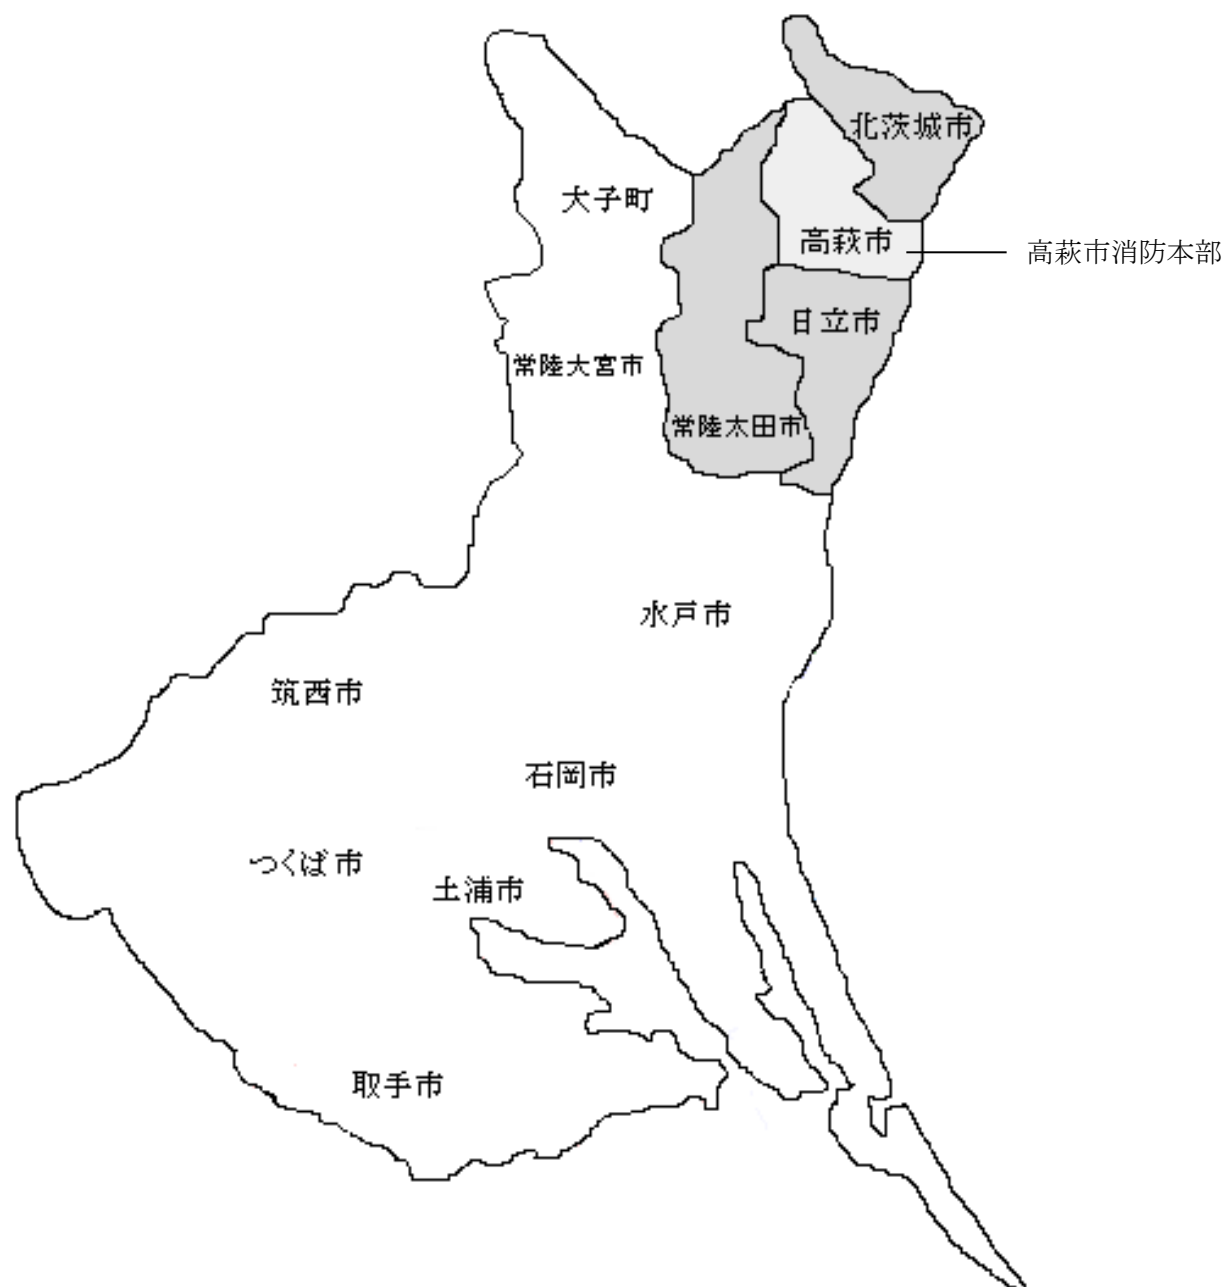 北茨城市
大子町
高萩市
高萩市消防本部
日立市
常陸大宮市
常陸太田市
水戸市
筑西市
石岡市
つくば市
土浦市
取手市